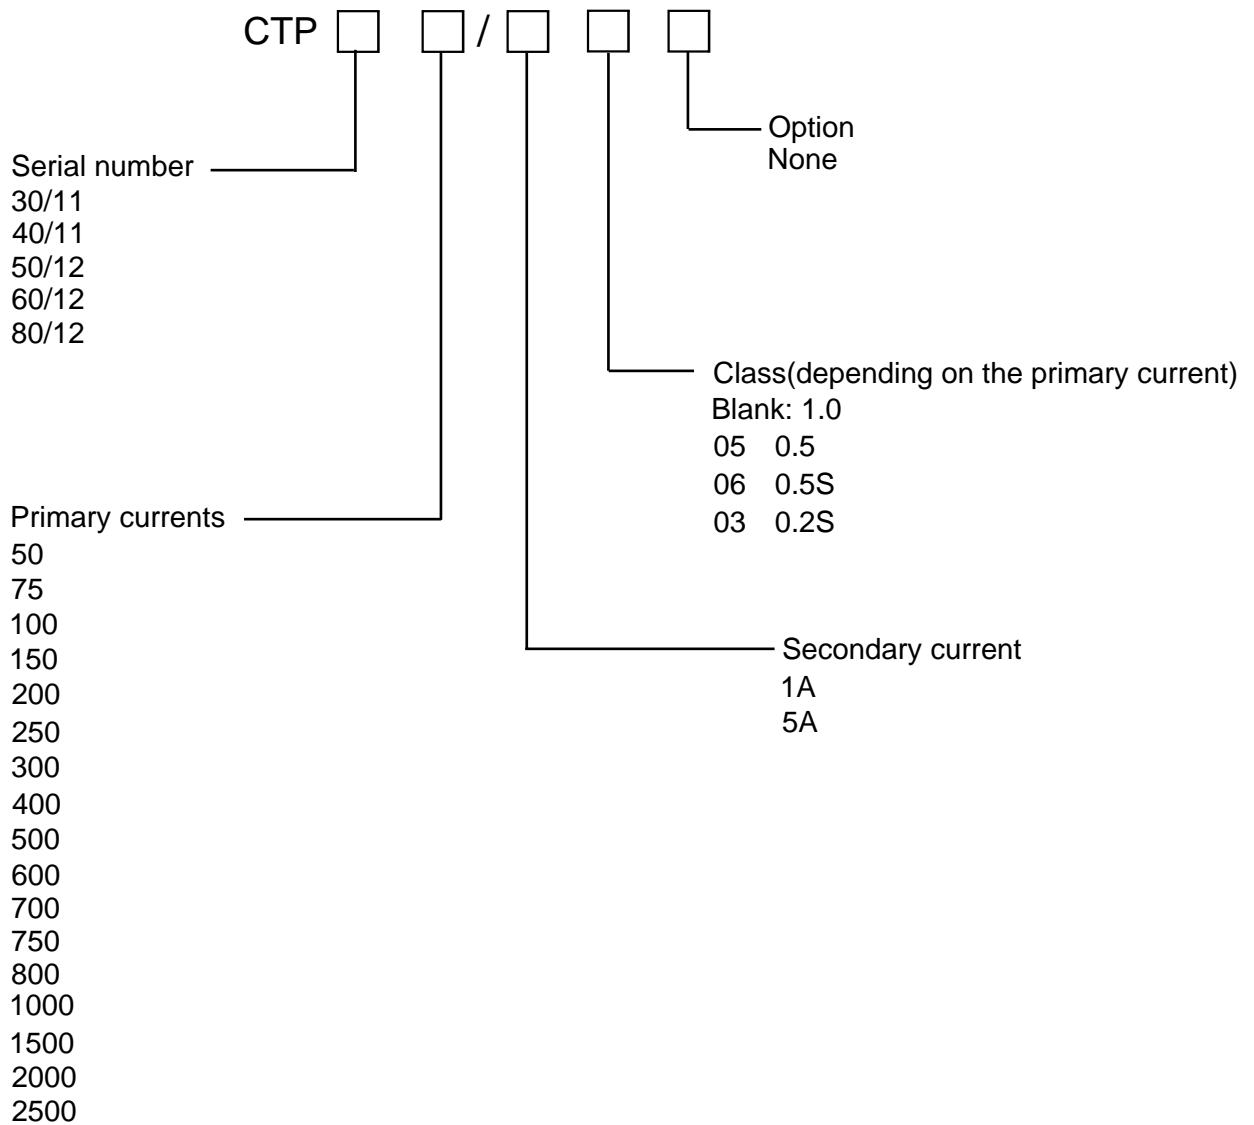 CTP /
Option
None
Serial number
30/11
40/11
50/12
60/12
80/12
Class(depending on the primary current)
Blank: 1.0
05 0.5
06 0.5S
03 0.2S
Primary currents
50
75
100
150
200
250
300
400
500
600
700
750
800
1000
1500
2000
2500
Secondary current
1A
5A